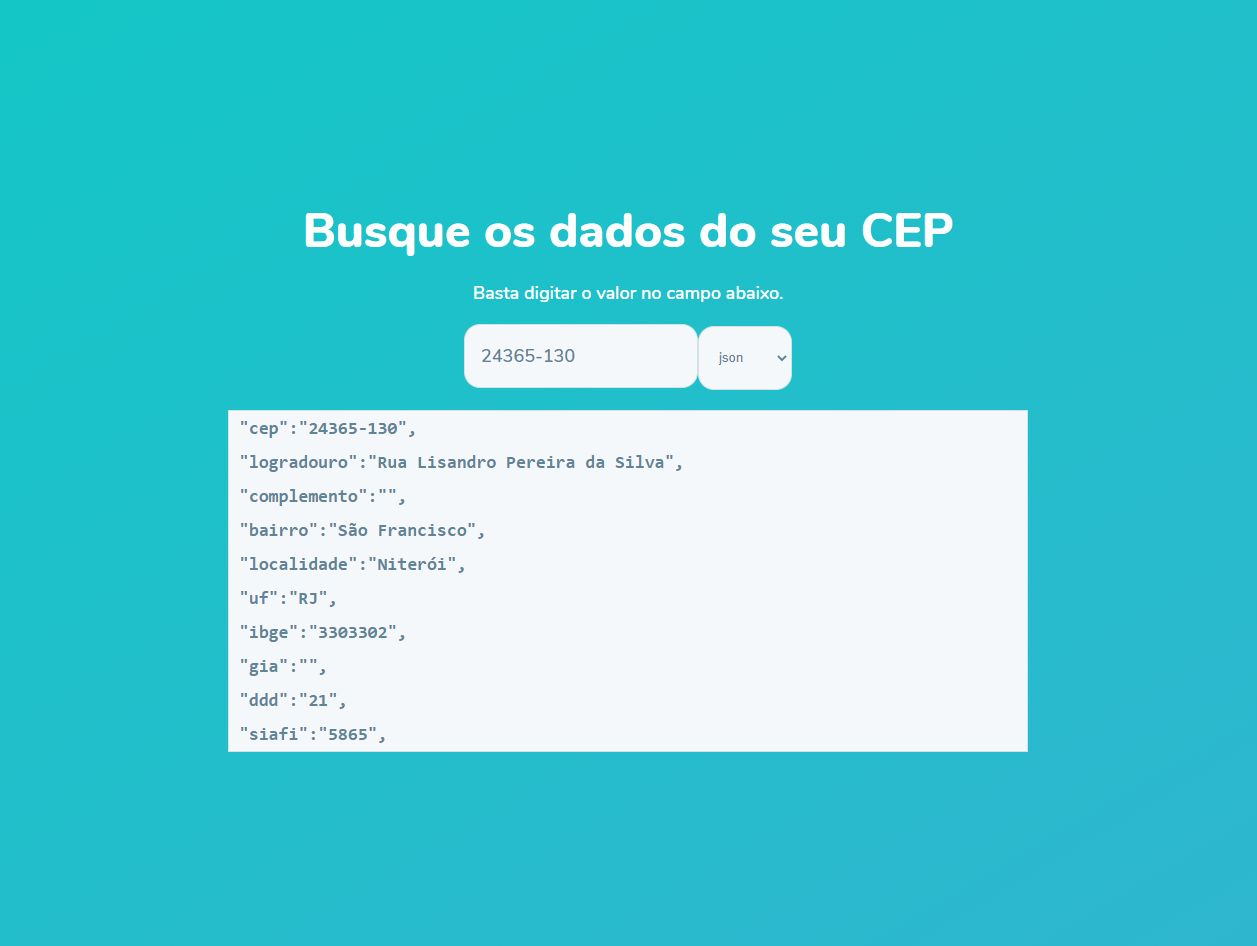 Busque os dados do seu CEP
Basta digitar o valor no campo abaixo.
24365-130 json
"cep":"24365-130",
"logradouro":"Rua Lisandro Pereira da Silva",
"complemento":"",
"bairro":"São Francisco",
"localidade":"Niterói",
"uf":"RJ",
"ibge":"3303302",
"gia":"",
"ddd":"21",
"siafi":"5865",